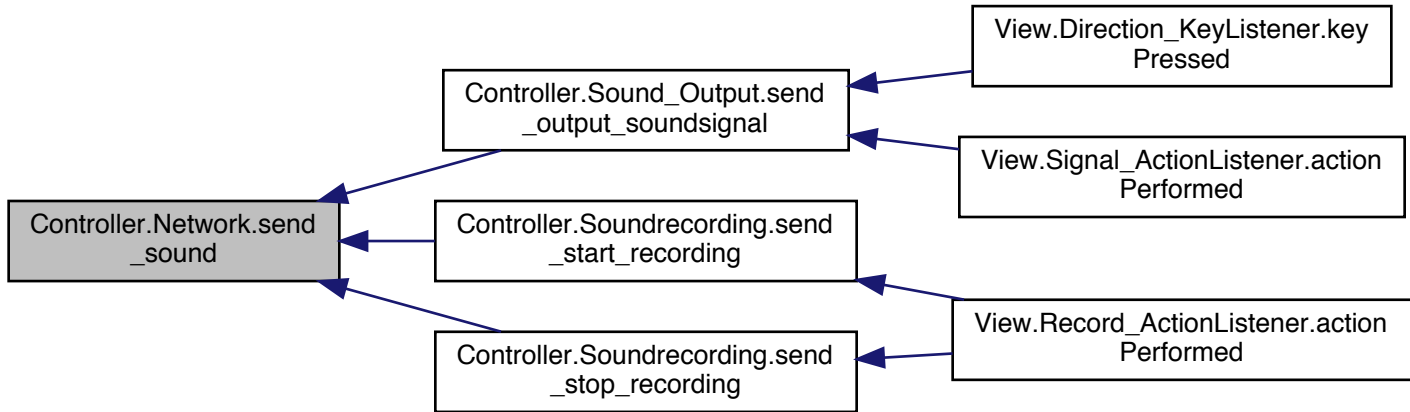 Controller.Network.send
_sound
Controller.Sound_Output.send
_output_soundsignal
Controller.Soundrecording.send
_start_recording
Controller.Soundrecording.send
_stop_recording
View.Direction_KeyListener.key
Pressed
View.Signal_ActionListener.action
Performed
View.Record_ActionListener.action
Performed